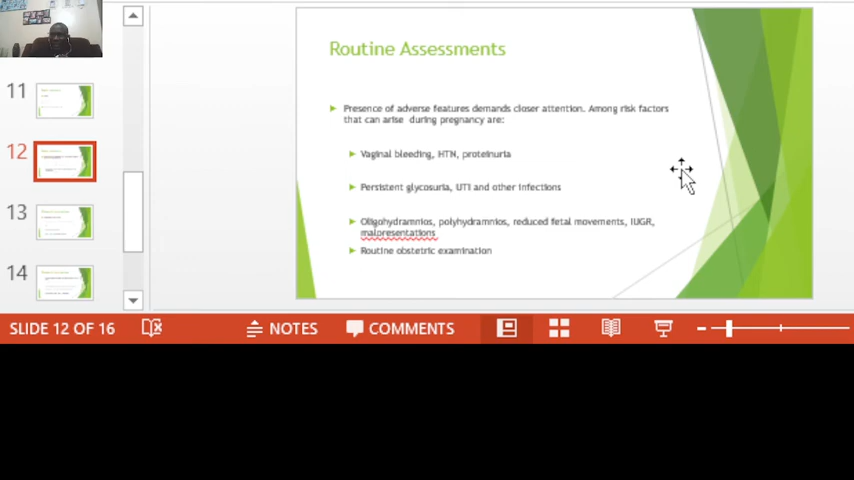 11
12
13
14
Routine Assessments
Presence of adverse features demands closer attention. Among risk factors
that can arise during pregnancy are:
Vaginal bleeding, HTN, proteinuria
Persistent glycosuria, UTI and other infections
Oligohydramnios, polyhydramnios, reduced fetal movements, IUGR,
malpresentations
Routine obstetric examination
SLIDE 12 OF 16
NOTES
COMMENTS